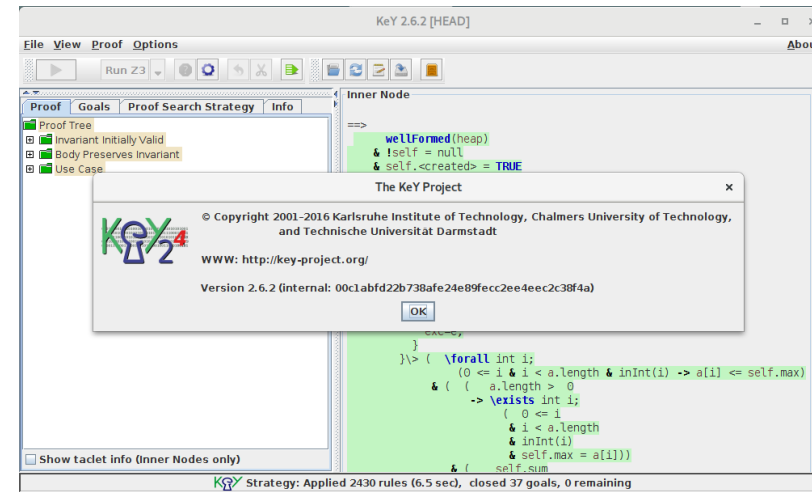 KeY 2.6.2 [HEAD]
File View Proof Options
Run Z3
Proof Goals Proof Search Strategy Info
Proof Tree
Invariant Initially Valid
Body Preserves Invariant
Use Case
Inner Node
==>
wellFormed(heap)
& !self = null
& self.<created> = TRUE
The KeY Project
KeY 2 4
© Copyright 2001–2016 Karlsruhe Institute of Technology, Chalmers University of Technology,
and Technische Universität Darmstadt
WWW: http://key-project.org/
Version 2.6.2 (internal: 00c1abfd22b738afe24e89fecc2ee4eec2c38f4a)
OK
exc=e;
}
}\> ( \forall int i;
(0 <= i & i < a.length & inInt(i) -> a[i] <= self.max)
& ( ( a.length > 0
-> \exists int i;
( 0 <= i
& i < a.length
& inInt(i)
& self.max = a[i]))
& ( self.sum
Show taclet info (Inner Nodes only)
KeY Strategy: Applied 2430 rules (6.5 sec), closed 37 goals, 0 remaining